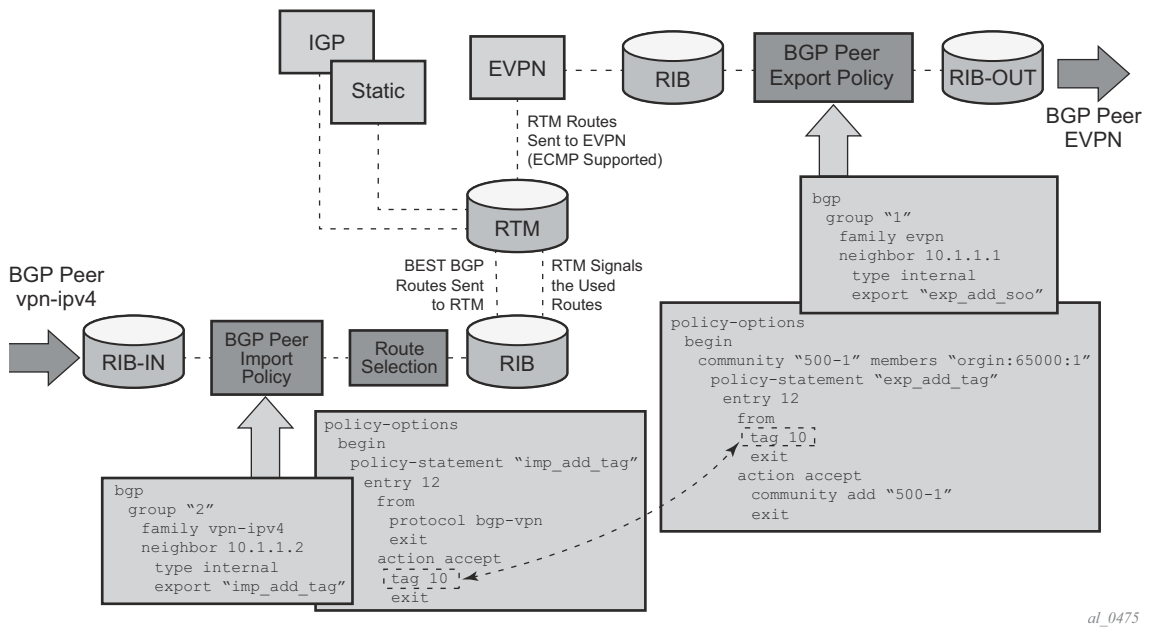 IGP
Static
EVPN
RIB
BGP Peer
Export Policy
RIB-OUT
BGP Peer
EVPN
RTM Routes
Sent to EVPN
(ECMP Supported)
RTM
BEST BGP
Routes Sent
to RTM
RTM Signals
the Used
Routes
BGP Peer
vpn-ipv4
RIB-IN
BGP Peer
Import
Policy
Route
Selection
RIB
bgp
group “1”
family evpn
neighbor 10.1.1.1
type internal
export “exp_add_soo”
policy-options
begin
community “500-1” members “orgin:65000:1”
policy-statement “exp_add_tag”
entry 12
from
tag 10
exit
action accept
community add “500-1”
exit
policy-options
begin
policy-statement “imp_add_tag”
entry 12
from
protocol bgp-vpn
exit
action accept
tag 10
exit
bgp
group “2”
family vpn-ipv4
neighbor 10.1.1.2
type internal
export “imp_add_tag”
al_0475